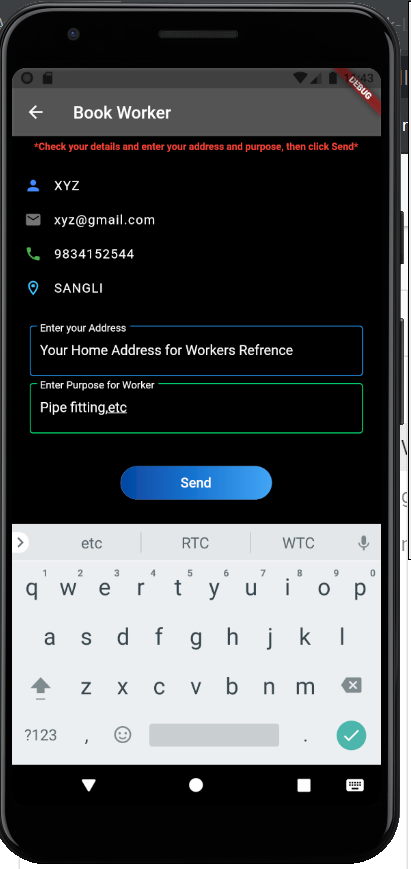 43
DEBUG
Book Worker
*Check your details and enter your address and purpose, then click Send*
XYZ
xyz@gmail.com
9834152544
SANGLI
Enter your Address
Your Home Address for Workers Refrence
Enter Purpose for Worker
Pipe fitting,etc
Send
etc RTC WTC
1 2 3 4 5 6 7 8 9 0
q w e r t y u i o p
a s d f g h j k l
z x c v b n m
?123 , .